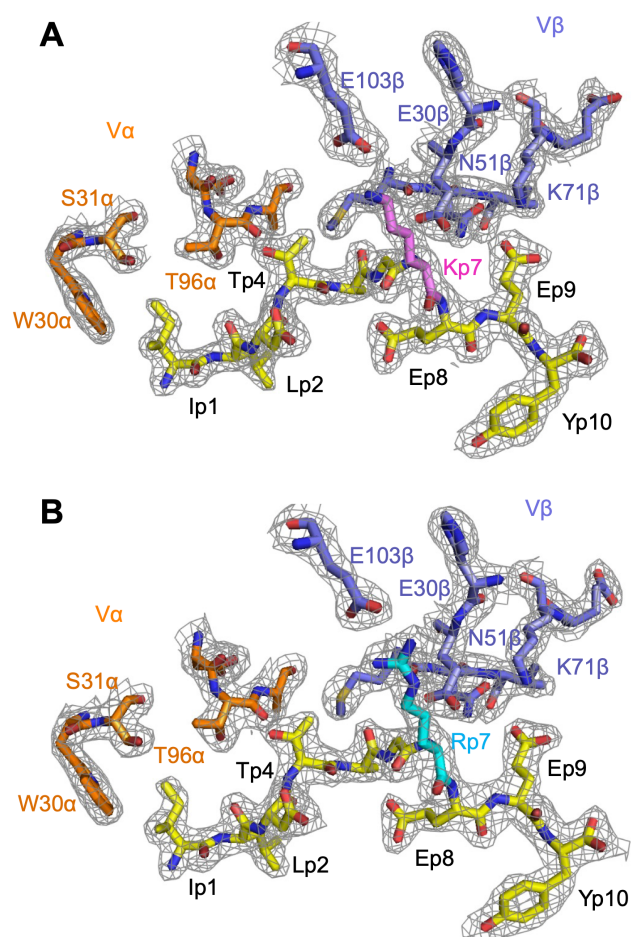 A
Vβ
E103β
E30β
Vα
N51β
S31α
K71β
T96α
Tp4
Kp7
Ep9
W30α
Lp2
Ep8
Ip1
Yp10
B
Vβ
E103β
E30β
Vα
N51β
S31α
K71β
T96α
Rp7
Tp4
Ep9
W30α
Lp2
Ep8
Ip1
Yp10